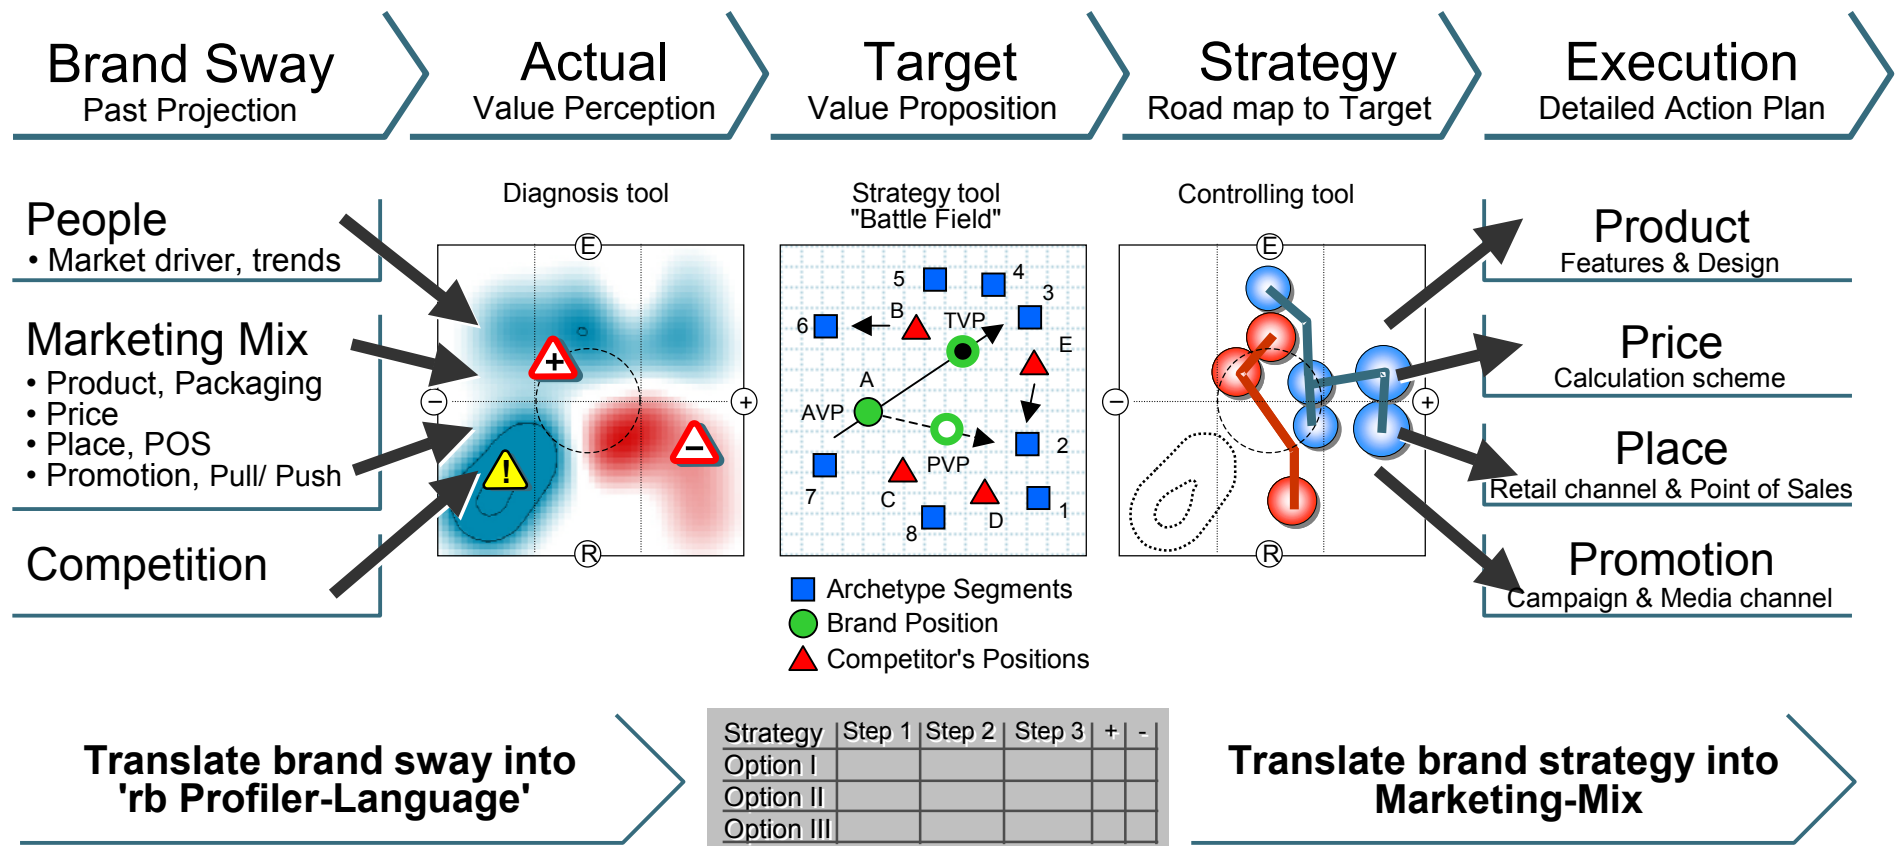 Brand Sway
Past Projection
Actual
Value Perception
Target
Value Proposition
Strategy
Road map to Target
Execution
Detailed Action Plan
People
• Market driver, trends
Marketing Mix
• Product, Packaging
• Price
• Place, POS
• Promotion, Pull/ Push
Competition
Diagnosis tool
E
+
−
+
−
!
R
Strategy tool
"Battle Field"
5
4
3
B
TVP
6
E
A
AVP
2
PVP
7
C
D
1
8
Archetype Segments
Brand Position
Competitor's Positions
Controlling tool
E
−
+
R
Product
Features & Design
Price
Calculation scheme
Place
Retail channel & Point of Sales
Promotion
Campaign & Media channel
Translate brand sway into
'rb Profiler-Language'
Strategy Step 1 Step 2 Step 3 + -
Option I
Option II
Option III
Translate brand strategy into
Marketing-Mix